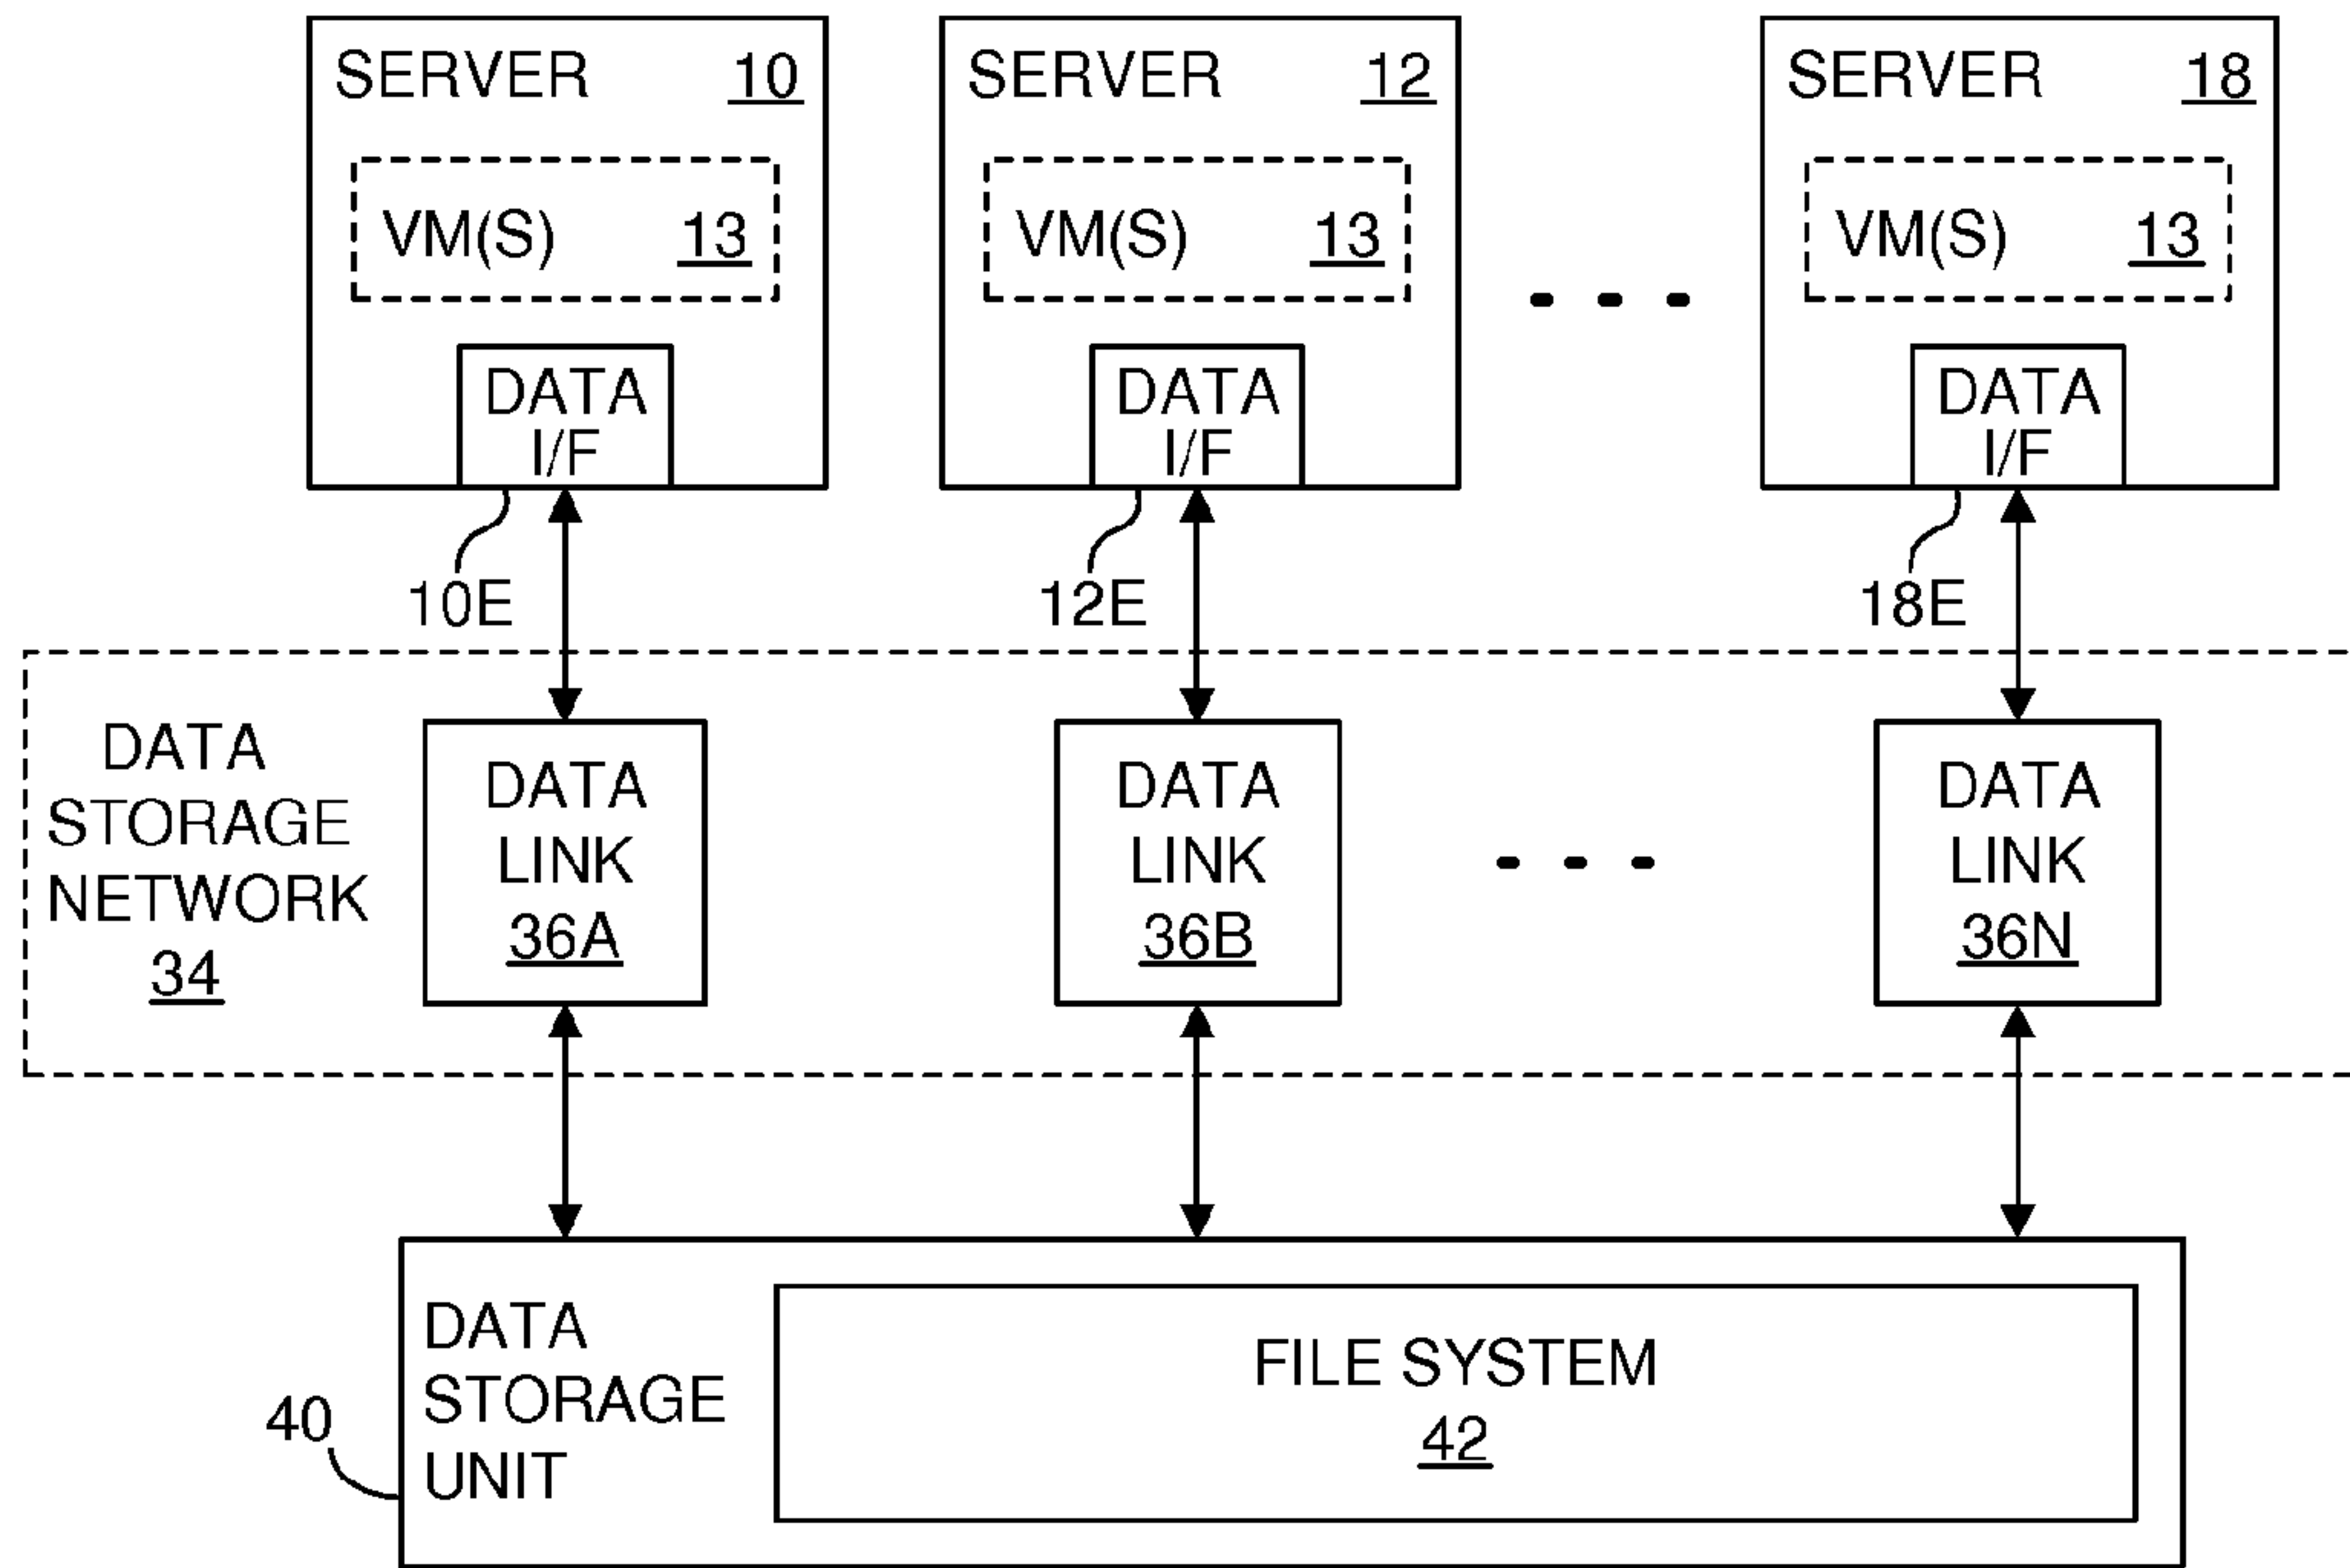 SERVER 10
VM(S) 13
DATA
I/F
10E
SERVER 12
VM(S) 13
DATA
I/F
12E
SERVER 18
VM(S) 13
DATA
I/F
18E
DATA
STORAGE
NETWORK
34
DATA
LINK
36A
DATA
LINK
36B
DATA
LINK
36N
40
DATA
STORAGE
UNIT
FILE SYSTEM
42